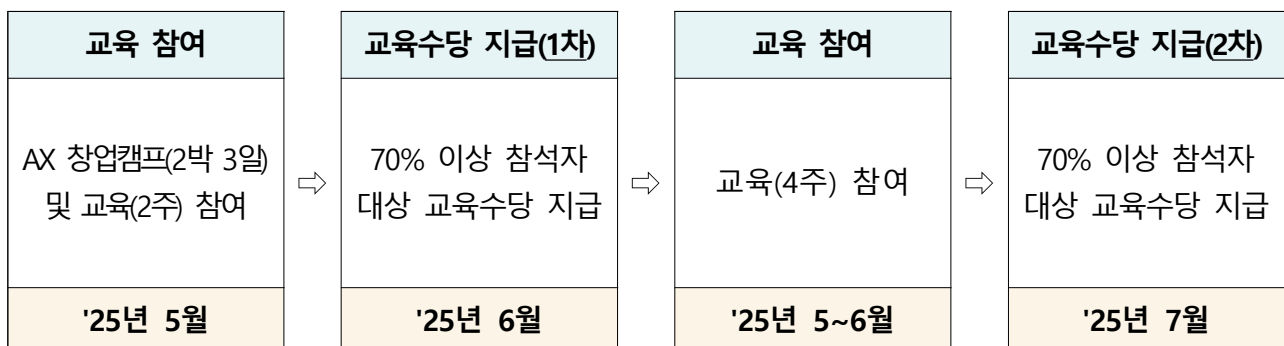 교육 참여
AX 창업캠프(2박 3일)
및 교육(2주) 참여
'25년 5월
⇨
교육수당 지급(1차)
70% 이상 참석자
대상 교육수당 지급
'25년 6월
⇨
교육 참여
교육(4주) 참여
'25년 5~6월
⇨
교육수당 지급(2차)
70% 이상 참석자
대상 교육수당 지급
'25년 7월